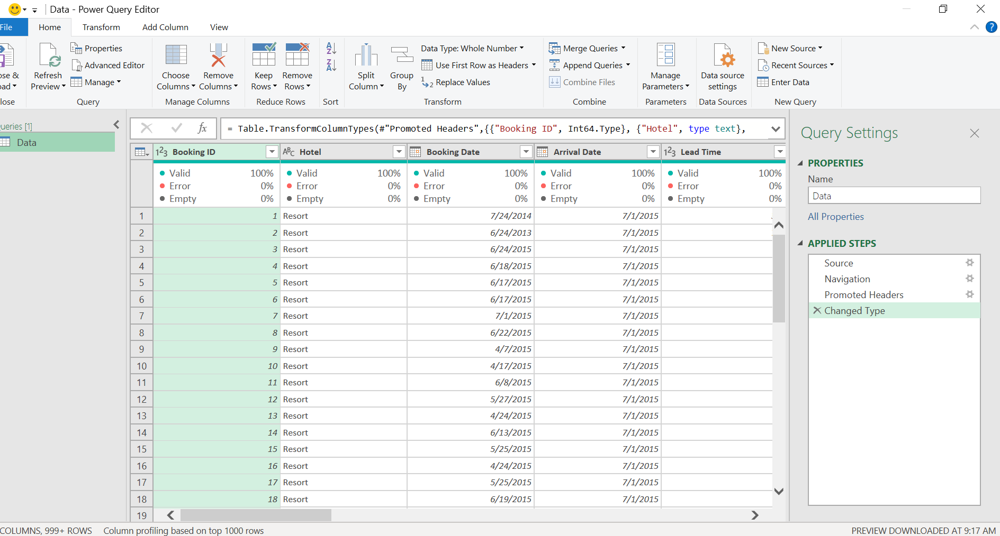 Data - Power Query Editor
File Home Transform Add Column View ?
Properties
Advanced Editor
Manage
Refresh
Preview
Query
Choose
Columns
Remove
Columns
Manage Columns
Keep
Rows
Remove
Rows
Reduce Rows
A
Z
Z
A
Sort
Split
Column
Group
By
Data Type: Whole Number
Use First Row as Headers
1
2 Replace Values
Transform
Merge Queries
Append Queries
Combine Files
Combine
Manage
Parameters
Parameters
Data source
settings
Data Sources
New Source
Recent Sources
Enter Data
New Query
ose &
oad
lose
ueries [1]
Data
fx = Table.TransformColumnTypes(#"Promoted Headers",{{"Booking ID", Int64.Type}, {"Hotel", type text},
123 Booking ID ABC Hotel Booking Date Arrival Date 123 Lead Time
Valid 100% Valid 100% Valid 100% Valid 100% Valid 100%
Error 0% Error 0% Error 0% Error 0% Error 0%
Empty 0% Empty 0% Empty 0% Empty 0% Empty 0%
1 1 Resort 7/24/2014 7/1/2015
2 2 Resort 6/24/2013 7/1/2015
3 3 Resort 6/24/2015 7/1/2015
4 4 Resort 6/18/2015 7/1/2015
5 5 Resort 6/17/2015 7/1/2015
6 6 Resort 6/17/2015 7/1/2015
7 7 Resort 7/1/2015 7/1/2015
8 8 Resort 6/22/2015 7/1/2015
9 9 Resort 4/7/2015 7/1/2015
10 10 Resort 4/17/2015 7/1/2015
11 11 Resort 6/8/2015 7/1/2015
12 12 Resort 5/27/2015 7/1/2015
13 13 Resort 4/24/2015 7/1/2015
14 14 Resort 6/13/2015 7/1/2015
15 15 Resort 5/25/2015 7/1/2015
16 16 Resort 4/24/2015 7/1/2015
17 17 Resort 5/25/2015 7/1/2015
18 18 Resort 6/19/2015 7/1/2015
19
Query Settings
PROPERTIES
Name
Data
All Properties
APPLIED STEPS
Source
Navigation
Promoted Headers
Changed Type
COLUMNS, 999+ ROWS Column profiling based on top 1000 rows PREVIEW DOWNLOADED AT 9:17 AM